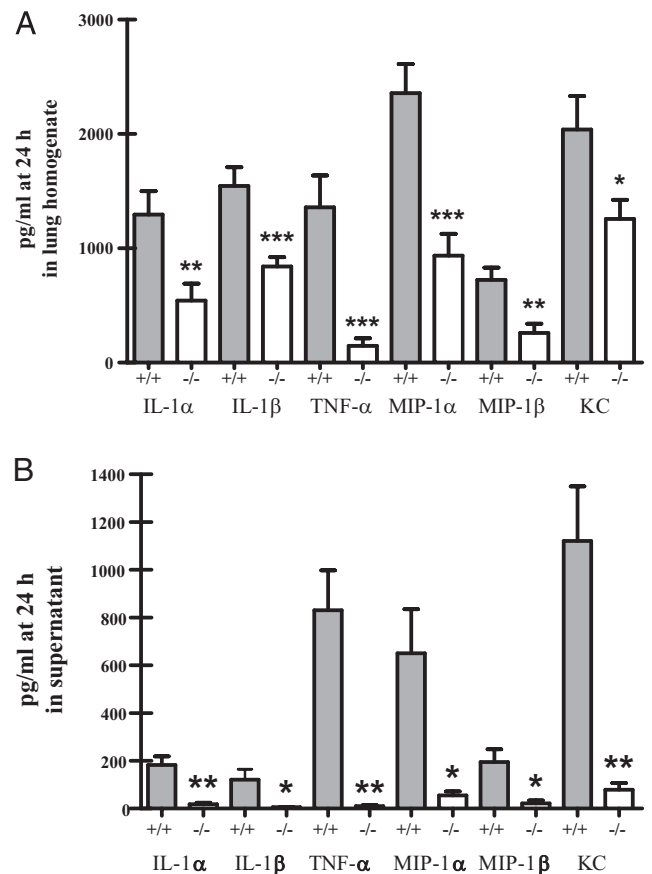 A
3000
2000
1000
0
pg/ml at 24 h
in lung homogenate
** *** *** *** ** *
+/+ -/- +/+ -/- +/+ -/- +/+ -/- +/+ -/- +/+ -/-
IL-1α IL-1β TNF-α MIP-1α MIP-1β KC
B
1400
1200
1000
800
600
400
200
0
pg/ml at 24 h
in supernatant
** * ** * * **
+/+ -/- +/+ -/- +/+ -/- +/+ -/- +/+ -/- +/+ -/-
IL-1α IL-1β TNF-α MIP-1α MIP-1β KC